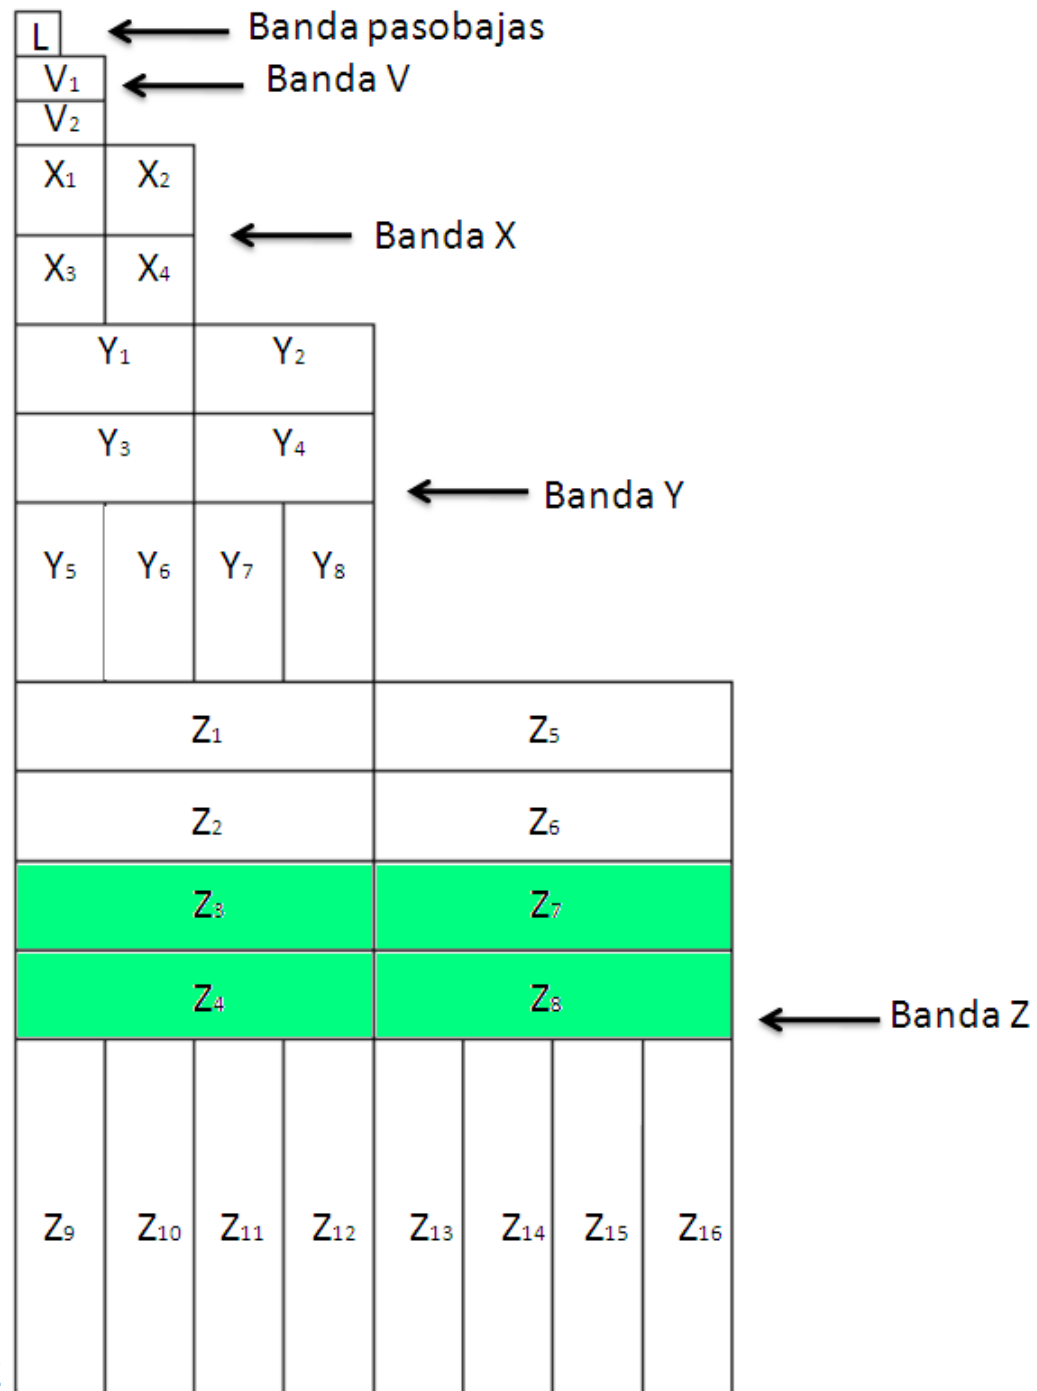 L Banda pasobajas
V1 Banda V
V2
X1 X2
Banda X
X3 X4
Y1 Y2
Y3 Y4
Banda Y
Y5 Y6 Y7 Y8
Z1 Z5
Z2 Z6
Z3 Z7
Z4 Z8
Banda Z
Z9 Z10 Z11 Z12 Z13 Z14 Z15 Z16